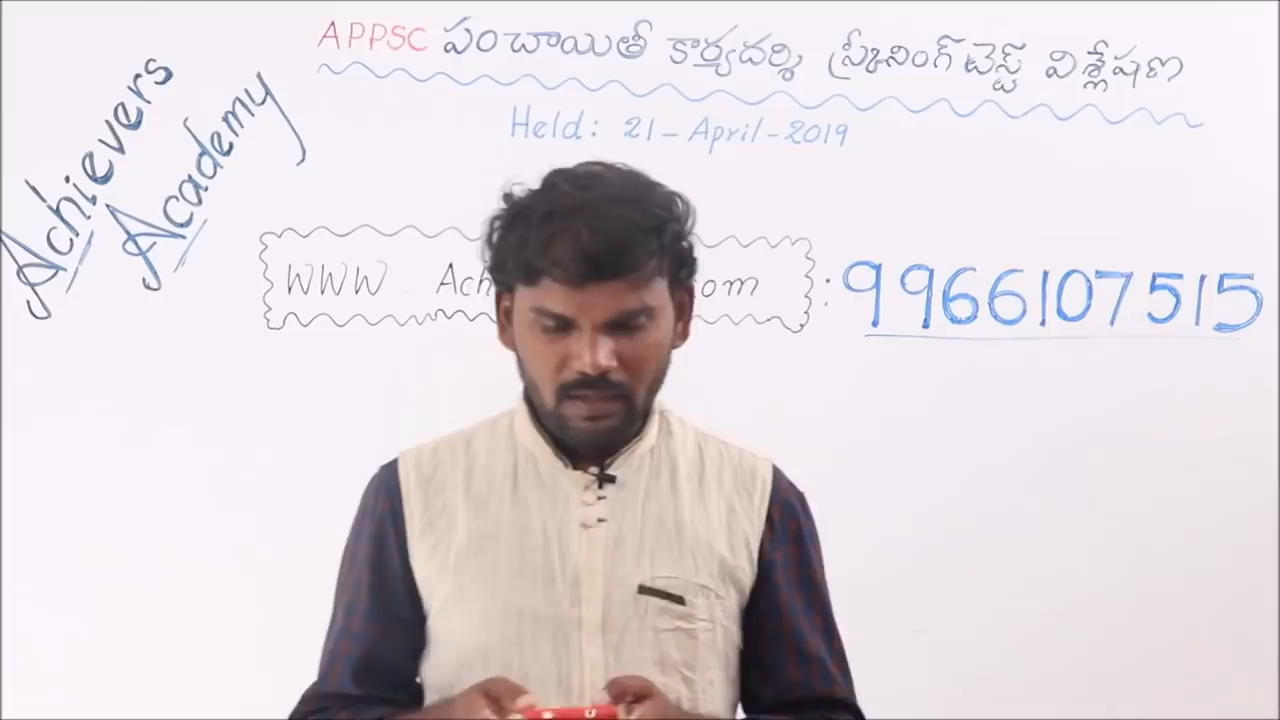 APPSC పంచాయితీ కార్యదర్శి స్క్రీనింగ్ టెస్ట్ విశ్లేషణ
Held: 21-April-2019
Achievers
Academy
WWW Ach om : 9966107515